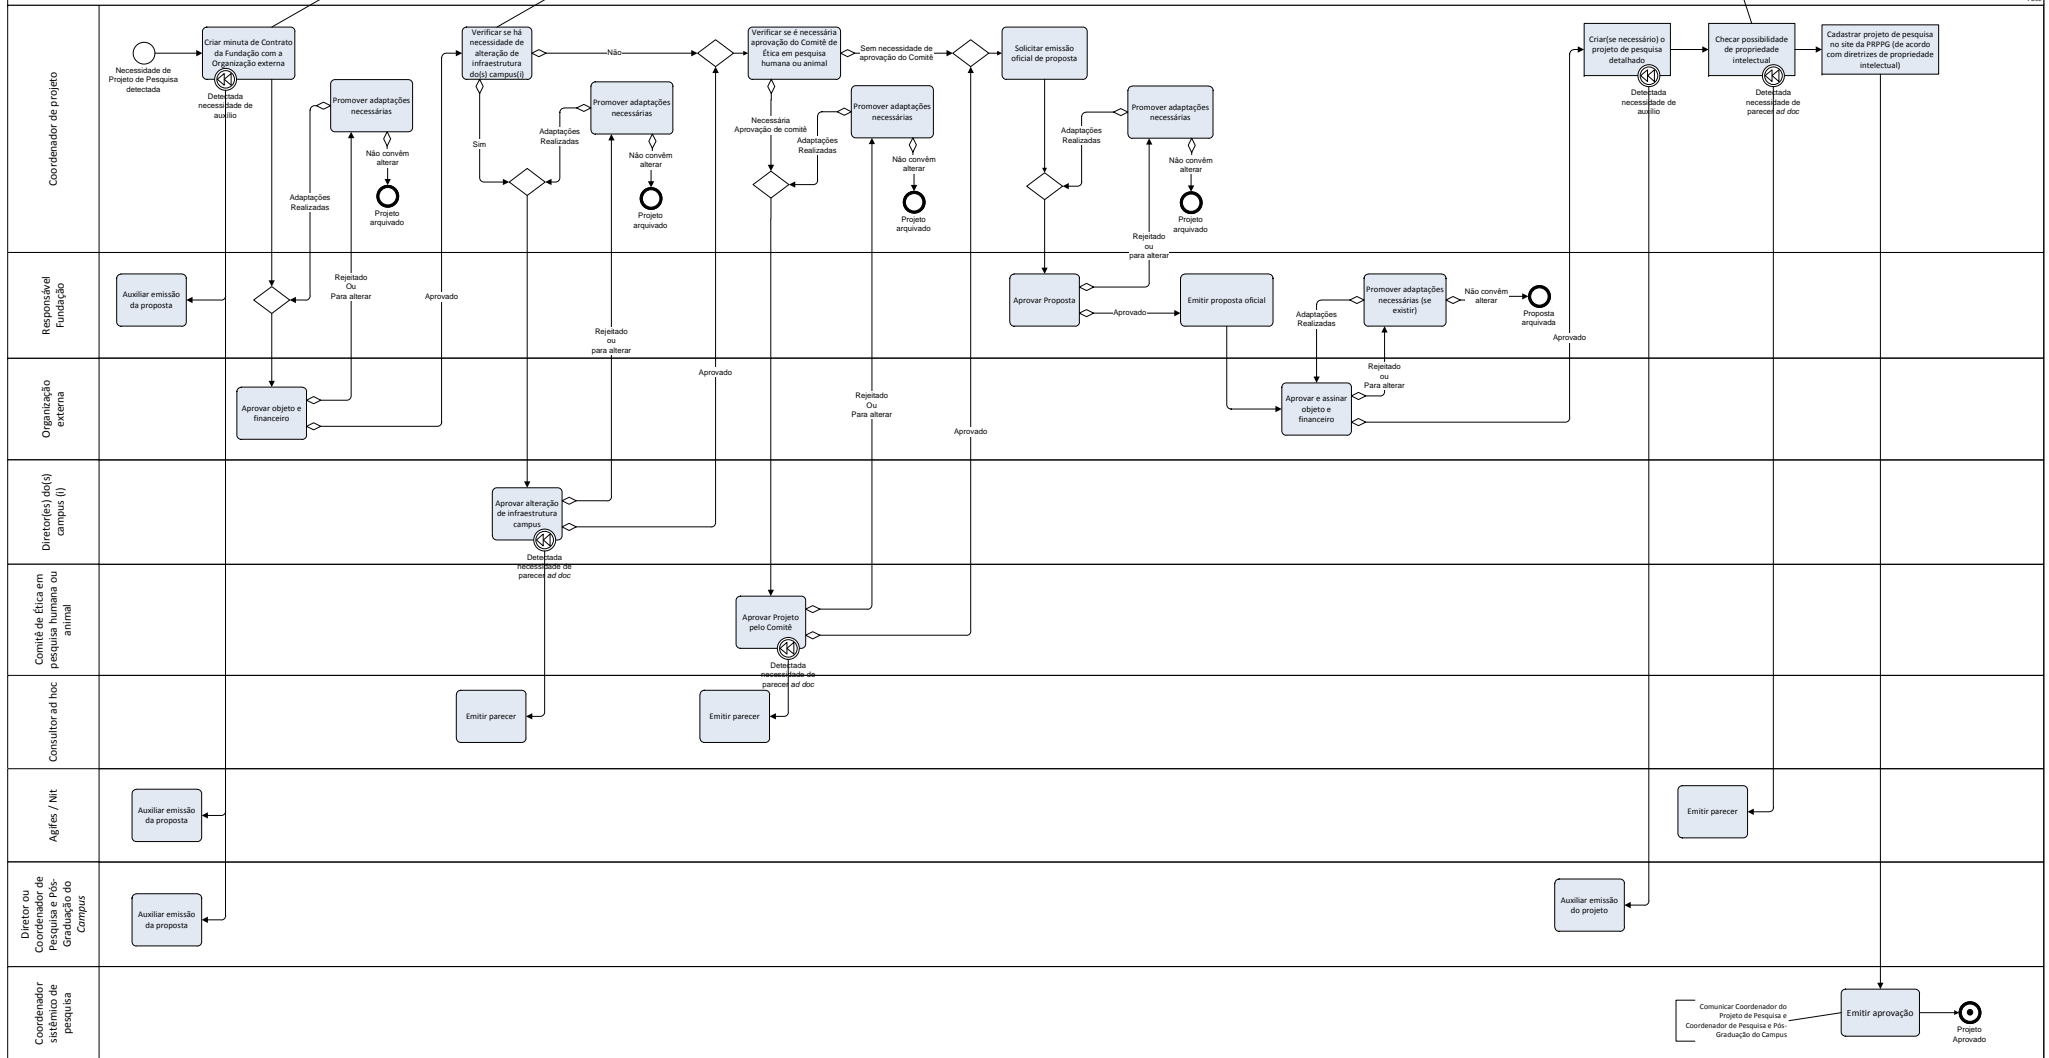 Coordenador de projeto
Necessidade de
Projeto de Pesquisa
detectada
Criar minuta de Contrato
da Fundação com a
Organização externa
Detectada
necessidade de
auxílio
Promover adaptações
necessárias
Não convém
alterar
Projeto
arquivado
Adaptações
Realizadas
Verificar se há
necessidade de
alteração de
infraestrutura
do(s) campus(i)
Não
Sim
Adaptações
Realizadas
Promover adaptações
necessárias
Não convém
alterar
Projeto
arquivado
Verificar se é necessária
aprovação do Comitê de
Ética em pesquisa
humana ou animal
Sem necessidade de
aprovação do Comitê
Necessária
Aprovação de comitê
Adaptações
Realizadas
Promover adaptações
necessárias
Não convém
alterar
Projeto
arquivado
Solicitar emissão
oficial de proposta
Adaptações
Realizadas
Promover adaptações
necessárias
Não convém
alterar
Projeto
arquivado
Criar(se necessário) o
projeto de pesquisa
detalhado
Detectada
necessidade de
auxílio
Checar possibilidade
de propriedade
intelectual
Detectada
necessidade de
parecer ad doc
Cadastrar projeto de pesquisa
no site da PRPPG (de acordo
com diretrizes de propriedade
intelectual)
Responsável
Fundação
Auxiliar emissão
da proposta
Rejeitado
Ou
Para alterar
Aprovado
Rejeitado
ou
para alterar
Aprovar Proposta
Rejeitado
ou
para alterar
Aprovado
Emitir proposta oficial
Adaptações
Realizadas
Promover adaptações
necessárias (se
existir)
Não convém
alterar
Proposta
arquivada
Aprovado
Organização
externa
Aprovar objeto e
financeiro
Aprovado
Rejeitado
Ou
Para alterar
Aprovado
Aprovar e assinar
objeto e
financeiro
Rejeitado
ou
Para alterar
Diretor(es) do(s)
campus (i)
Aprovar alteração
de infraestrutura
campus
Detectada
necessidade de
parecer ad doc
Comitê de Ética em
pesquisa humana ou
animal
Aprovar Projeto
pelo Comitê
Detectada
necessidade de
parecer ad doc
Consultor ad hoc
Emitir parecer
Emitir parecer
Agifes / Nit
Auxiliar emissão
da proposta
Emitir parecer
Diretor ou
Coordenador de
Pesquisa e Pós-
Graduação do
Campus
Auxiliar emissão
da proposta
Auxiliar emissão
do projeto
Coordenador
sistêmico de
pesquisa
Comunicar Coordenador do
Projeto de Pesquisa e
Coordenador de Pesquisa e Pós-
Graduação do Campus
Emitir aprovação
Projeto
Aprovado